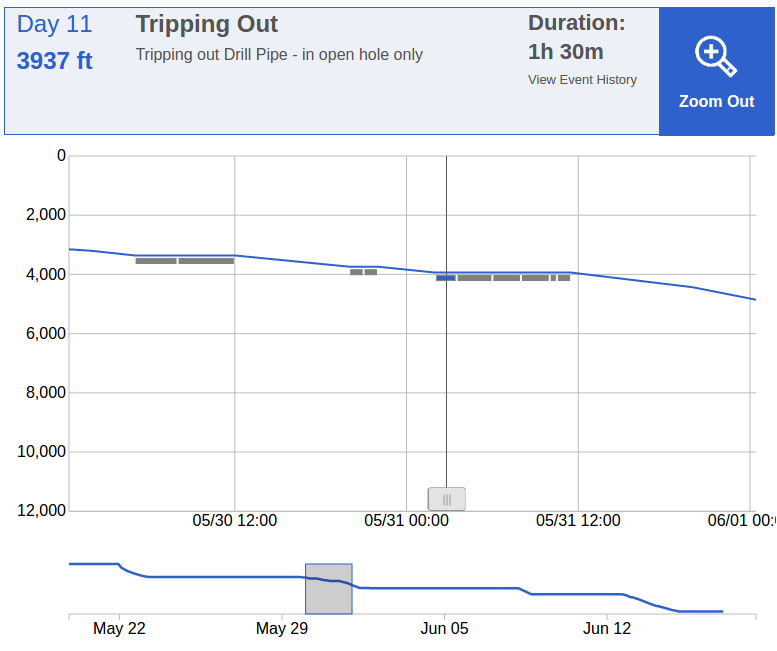 Day 11
3937 ft
Tripping Out
Tripping out Drill Pipe - in open hole only
Duration:
1h 30m
View Event History
Zoom Out
0
2,000
4,000
6,000
8,000
10,000
12,000
05/30 12:00
05/31 00:00
05/31 12:00
06/01 00:
May 22
May 29
Jun 05
Jun 12